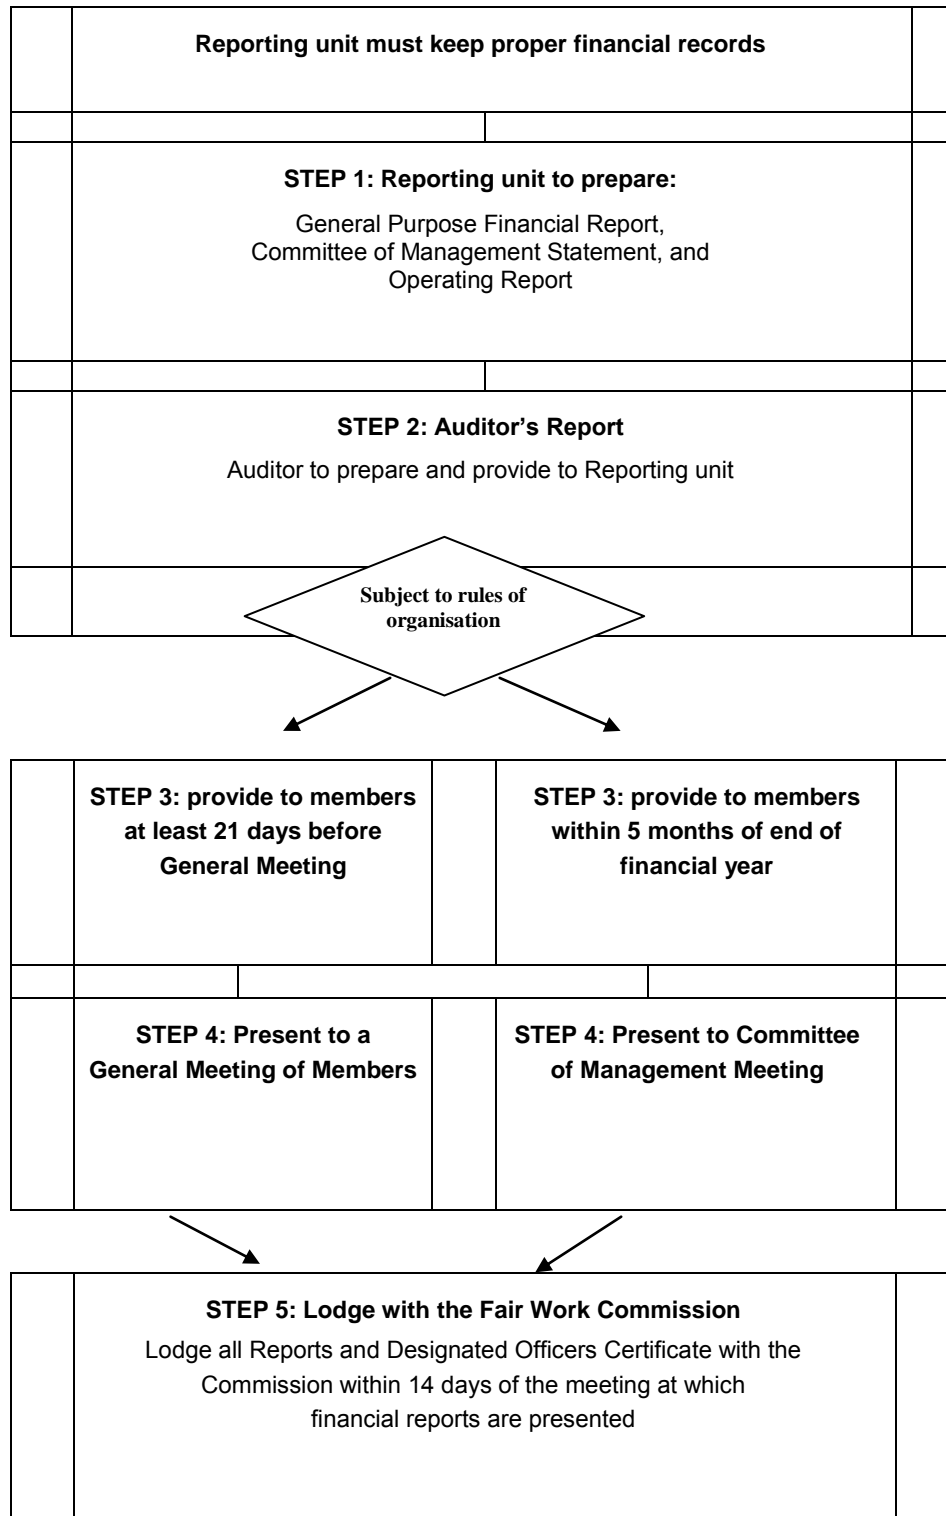 Reporting unit must keep proper financial records
STEP 1: Reporting unit to prepare:
General Purpose Financial Report,
Committee of Management Statement, and
Operating Report
STEP 2: Auditor’s Report
Auditor to prepare and provide to Reporting unit
Subject to rules of
organisation
STEP 3: provide to members
at least 21 days before
General Meeting
STEP 3: provide to members
within 5 months of end of
financial year
STEP 4: Present to a
General Meeting of Members
STEP 4: Present to Committee
of Management Meeting
STEP 5: Lodge with the Fair Work Commission
Lodge all Reports and Designated Officers Certificate with the
Commission within 14 days of the meeting at which
financial reports are presented